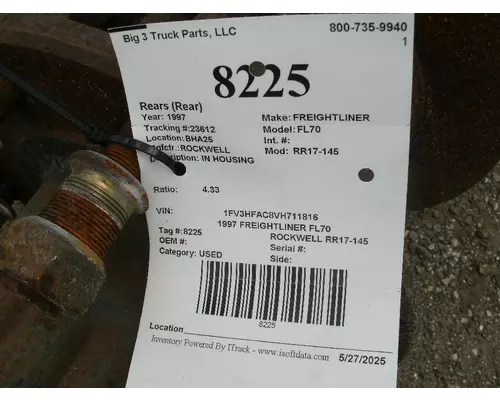 Big 3 Truck Parts, LLC 800-735-9940
1
8225
Rears (Rear)
Year: 1997 Make: FREIGHTLINER
Tracking #:23612 Model: FL70
Location: BHA25 Int. #:
Mfgctr.: ROCKWELL Mod: RR17-145
Description: IN HOUSING
Ratio: 4.33
VIN: 1FV3HFAC8VH711816
1997 FREIGHTLINER FL70
Tag #:8225 ROCKWELL RR17-145
OEM #: Serial #:
Category: USED Side:
8225
Location
Inventory Powered By ITrack - www.isoftdata.com 5/27/2025